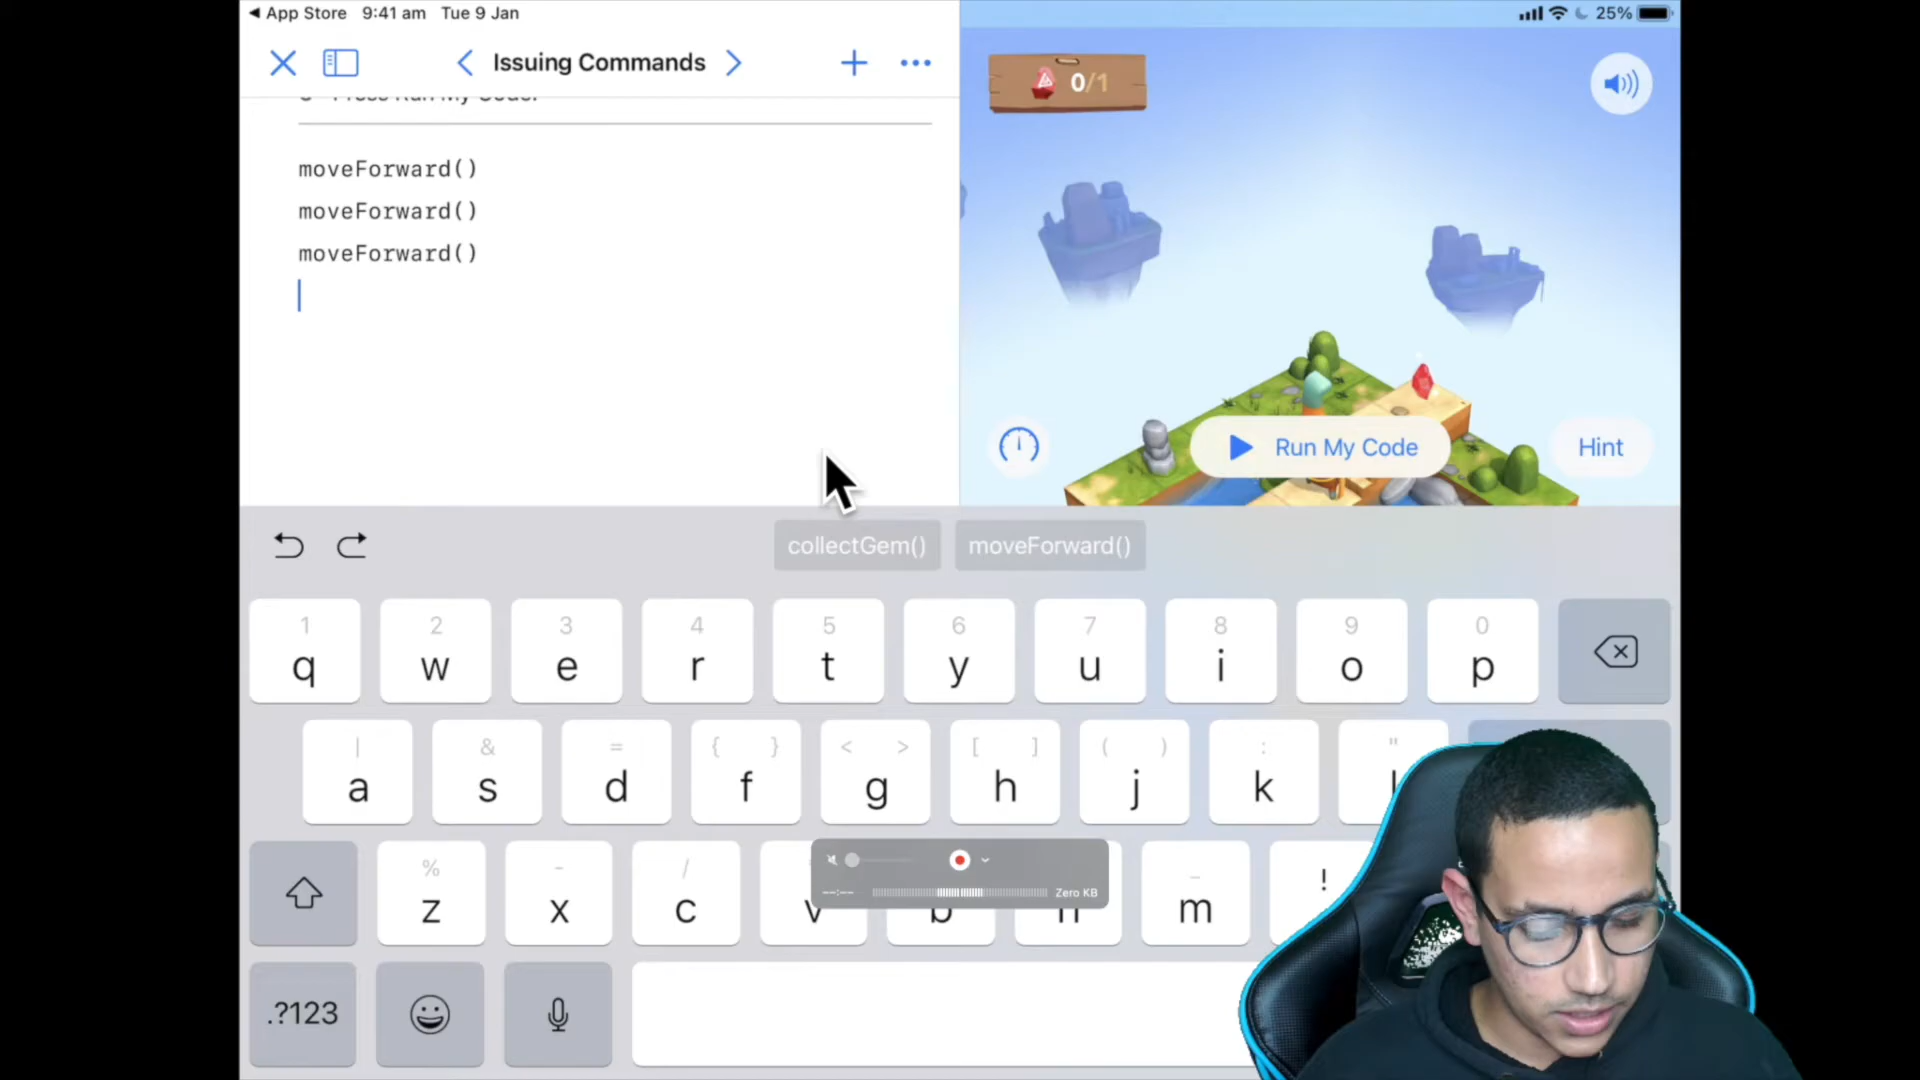 App Store 9:41 am Tue 9 Jan
25%
Issuing Commands
0/1
moveForward()
moveForward()
moveForward()
Run My Code
Hint
collectGem() moveForward()
1 2 3 4 5 6 7 8 9 0
q w e r t y u i o p
| & = { } < > [ ] ( ) : "
a s d f g h j k
% - / _ !
Zero KB
z x c v b n m
.?123